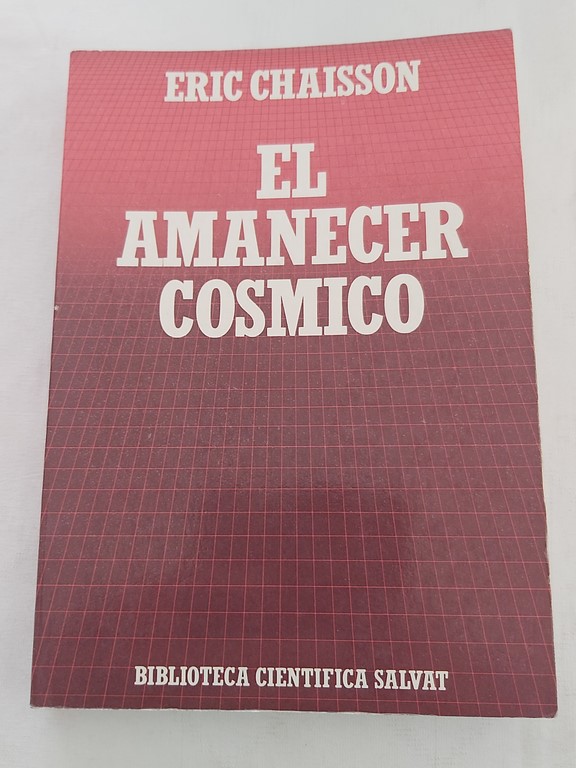 ERIC CHAISSON
EL
AMANECER
COSMICO
BIBLIOTECA CIENTIFICA SALVAT